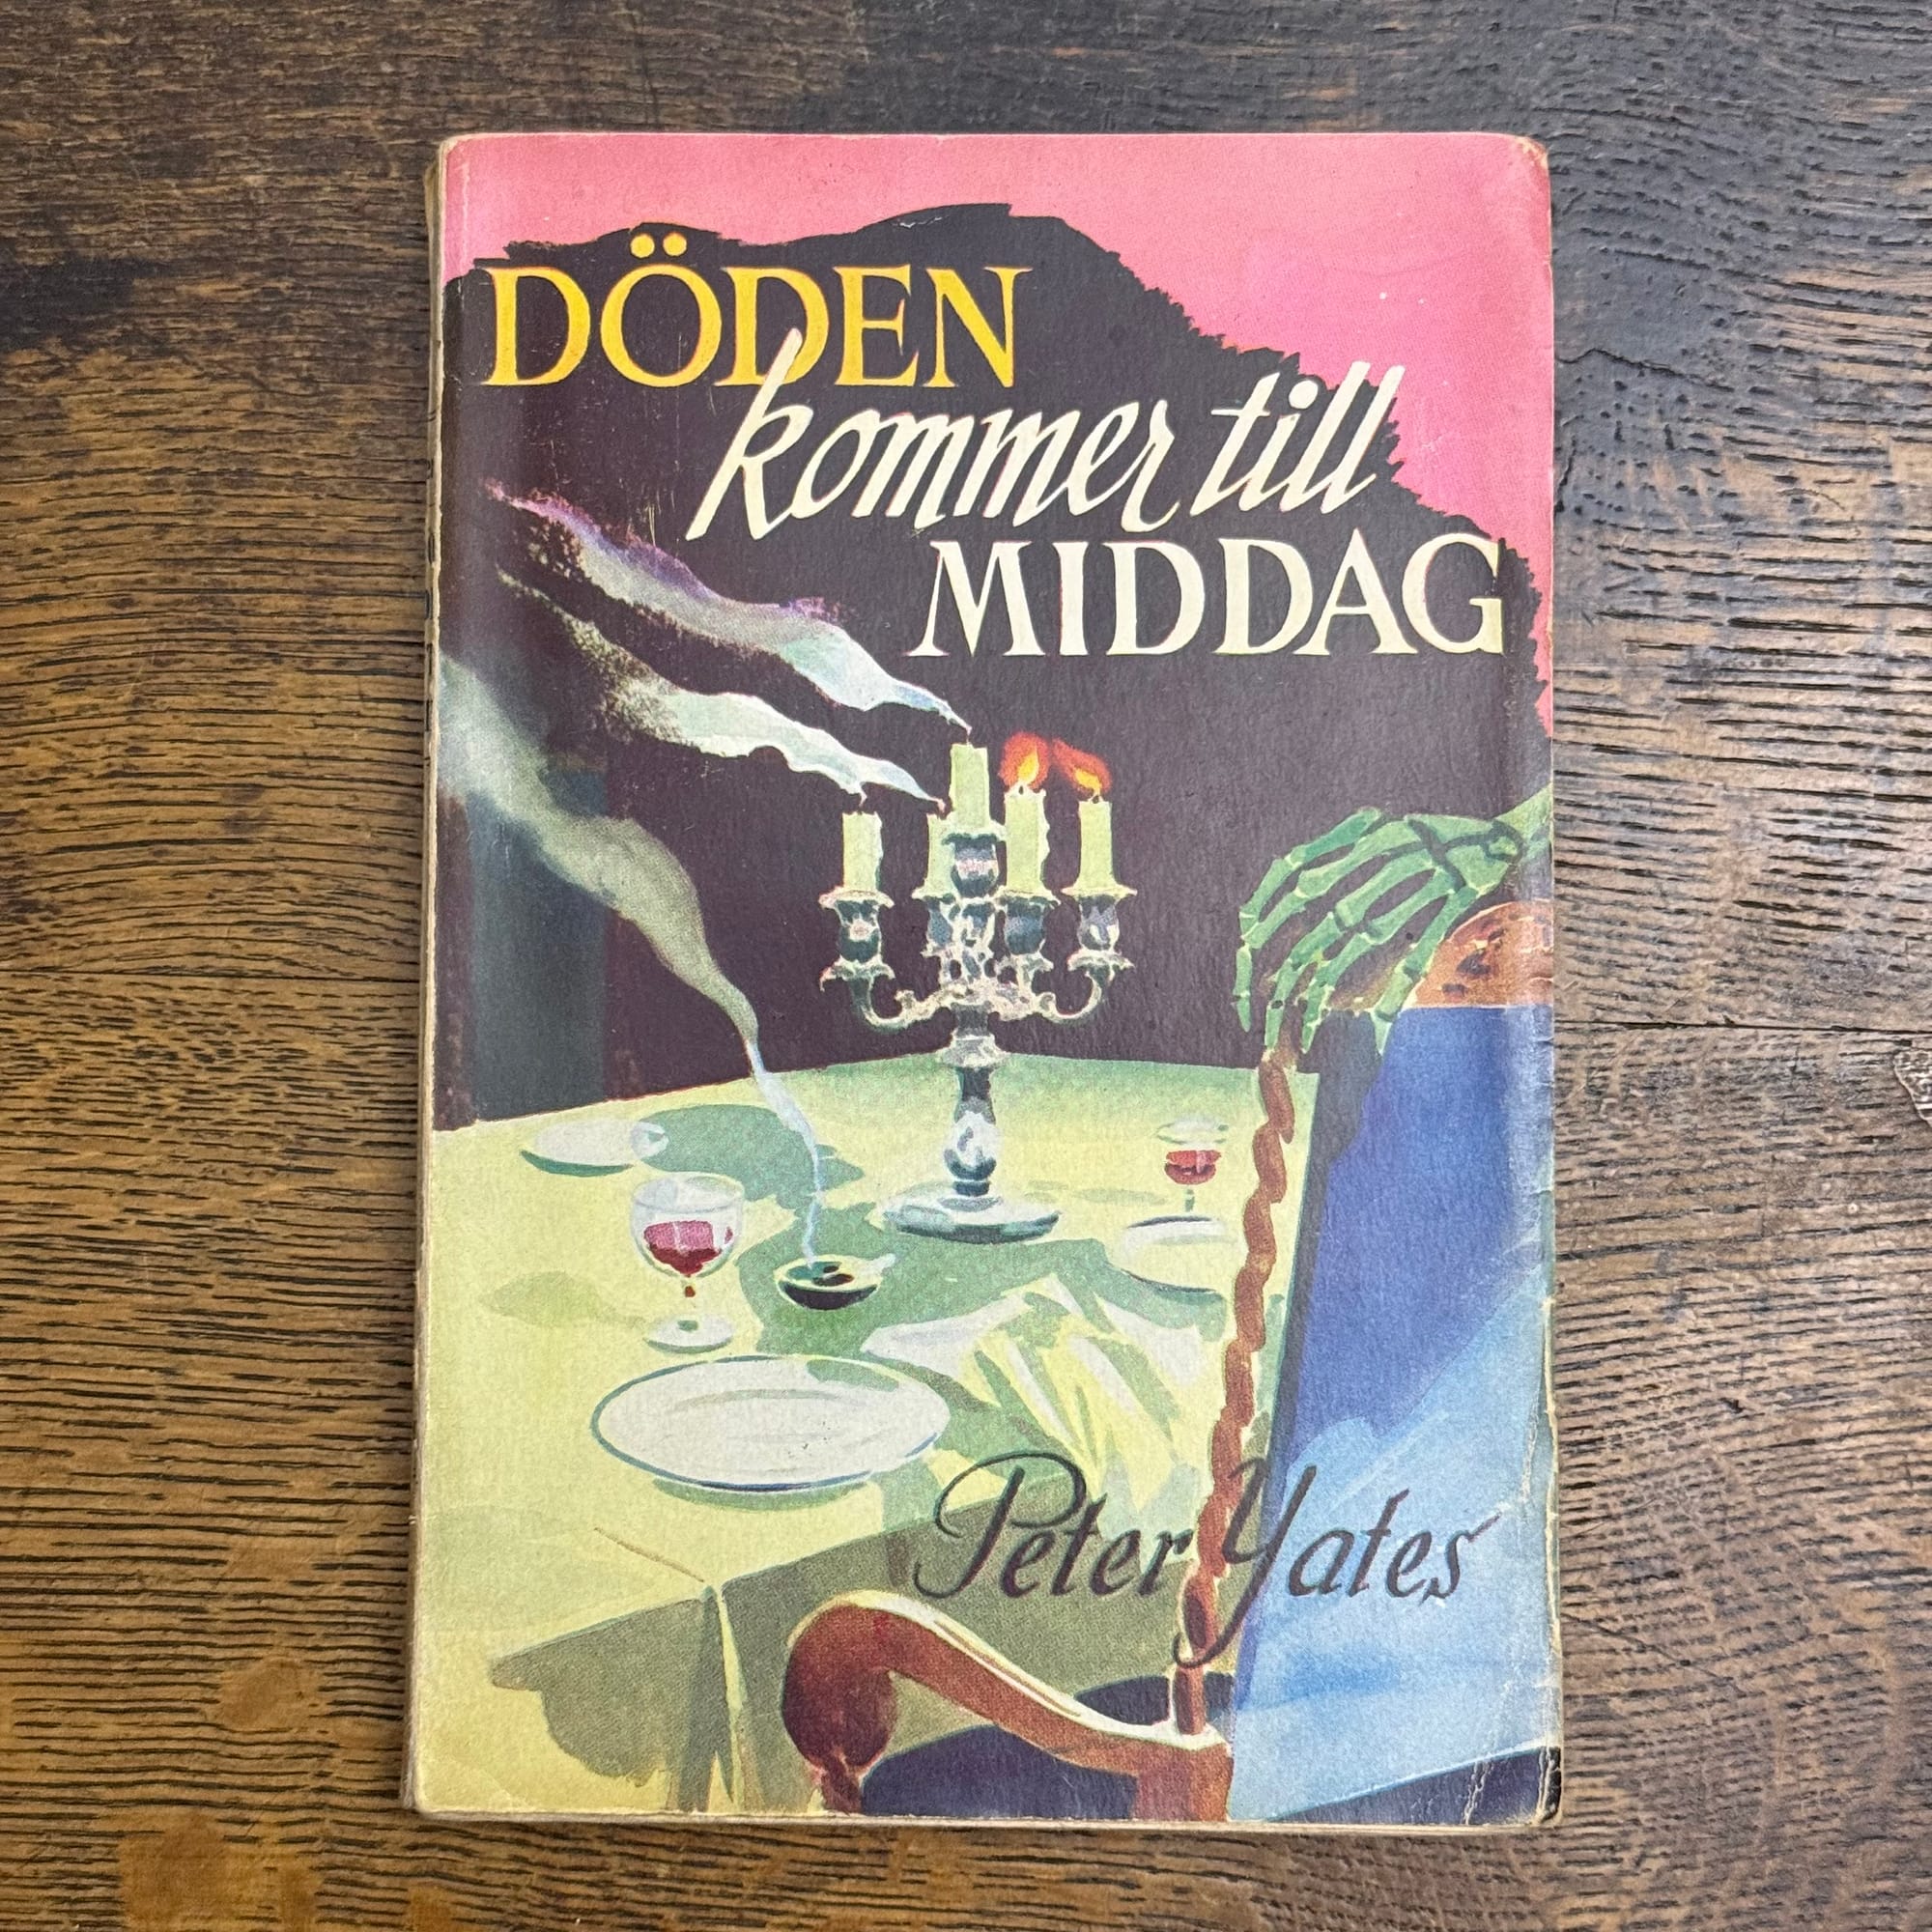 DÖDEN
kommer till
MIDDAG
Peter Yates